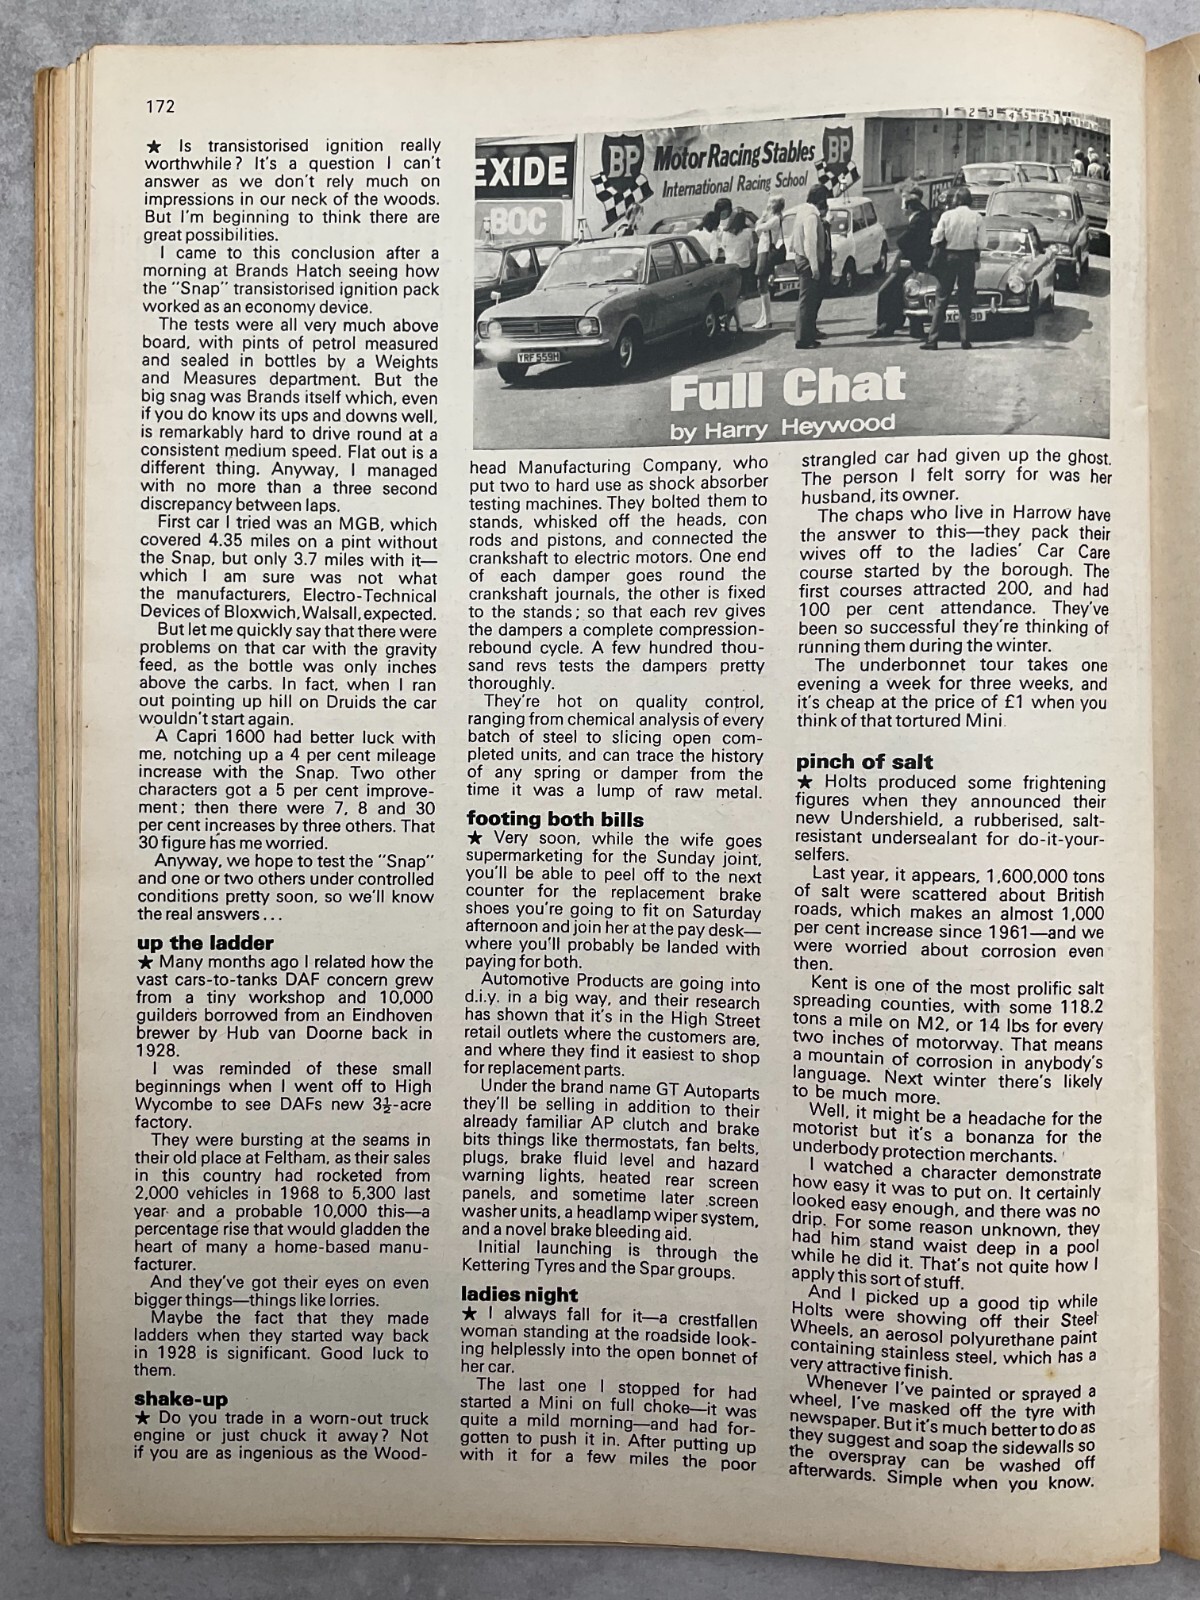 172
★ Is transistorised ignition really
worthwhile? It's a question I can't
answer as we don't rely much on
impressions in our neck of the woods.
But I'm beginning to think there are
great possibilities.
I came to this conclusion after a
morning at Brands Hatch seeing how
the "Snap" transistorised ignition pack
worked as an economy device.
The tests were all very much above
board, with pints of petrol measured
and sealed in bottles by a Weights
and Measures department. But the
big snag was Brands itself which, even
if you do know its ups and downs well,
is remarkably hard to drive round at a
consistent medium speed. Flat out is a
different thing. Anyway, I managed
with no more than a three second
discrepancy between laps.
First car I tried was an MGB, which
covered 4.35 miles on a pint without
the Snap, but only 3.7 miles with it—
which I am sure was not what
the manufacturers, Electro-Technical
Devices of Bloxwich, Walsall, expected.
But let me quickly say that there were
problems on that car with the gravity
feed, as the bottle was only inches
above the carbs. In fact, when I ran
out pointing up hill on Druids the car
wouldn't start again.
A Capri 1600 had better luck with
me, notching up a 4 per cent mileage
increase with the Snap. Two other
characters got a 5 per cent improve-
ment; then there were 7, 8 and 30
per cent increases by three others. That
30 figure has me worried.
Anyway, we hope to test the "Snap"
and one or two others under controlled
conditions pretty soon, so we'll know
the real answers...
up the ladder
★ Many months ago I related how the
vast cars-to-tanks DAF concern grew
from a tiny workshop and 10,000
guilders borrowed from an Eindhoven
brewer by Hub van Doorne back in
1928.
I was reminded of these small
beginnings when I went off to High
Wycombe to see DAFs new 3½-acre
factory.
They were bursting at the seams in
their old place at Feltham, as their sales
in this country had rocketed from
2,000 vehicles in 1968 to 5,300 last
year and a probable 10,000 this—a
percentage rise that would gladden the
heart of many a home-based manu-
facturer.
And they've got their eyes on even
bigger things—things like lorries.
Maybe the fact that they made
ladders when they started way back
in 1928 is significant. Good luck to
them.
shake-up
★ Do you trade in a worn-out truck
engine or just chuck it away? Not
if you are as ingenious as the Wood-
EXIDE
BOC
BP
Motor Racing Stables
International Racing School
BP
1 2 3 4 5 6 7
YRF 559H
Full Chat
by Harry Heywood
head Manufacturing Company, who
put two to hard use as shock absorber
testing machines. They bolted them to
stands, whisked off the heads, con
rods and pistons, and connected the
crankshaft to electric motors. One end
of each damper goes round the
crankshaft journals, the other is fixed
to the stands; so that each rev gives
the dampers a complete compression-
rebound cycle. A few hundred thou-
sand revs tests the dampers pretty
thoroughly.
They're hot on quality control,
ranging from chemical analysis of every
batch of steel to slicing open com-
pleted units, and can trace the history
of any spring or damper from the
time it was a lump of raw metal.
footing both bills
★ Very soon, while the wife goes
supermarketing for the Sunday joint,
you'll be able to peel off to the next
counter for the replacement brake
shoes you're going to fit on Saturday
afternoon and join her at the pay desk—
where you'll probably be landed with
paying for both.
Automotive Products are going into
d.i.y. in a big way, and their research
has shown that it's in the High Street
retail outlets where the customers are,
and where they find it easiest to shop
for replacement parts.
Under the brand name GT Autoparts
they'll be selling in addition to their
already familiar AP clutch and brake
bits things like thermostats, fan belts,
plugs, brake fluid level and hazard
warning lights, heated rear screen
panels, and sometime later screen
washer units, a headlamp wiper system,
and a novel brake bleeding aid.
Initial launching is through the
Kettering Tyres and the Spar groups.
ladies night
★ I always fall for it—a crestfallen
woman standing at the roadside look-
ing helplessly into the open bonnet of
her car.
The last one I stopped for had
started a Mini on full choke—it was
quite a mild morning—and had for-
gotten to push it in. After putting up
with it for a few miles the poor
strangled car had given up the ghost.
The person I felt sorry for was her
husband, its owner.
The chaps who live in Harrow have
the answer to this—they pack their
wives off to the ladies' Car Care
course started by the borough. The
first courses attracted 200, and had
100 per cent attendance. They've
been so successful they're thinking of
running them during the winter.
The underbonnet tour takes one
evening a week for three weeks, and
it's cheap at the price of £1 when you
think of that tortured Mini.
pinch of salt
★ Holts produced some frightening
figures when they announced their
new Undershield, a rubberised, salt-
resistant undersealant for do-it-your-
selfers.
Last year, it appears, 1,600,000 tons
of salt were scattered about British
roads, which makes an almost 1,000
per cent increase since 1961—and we
were worried about corrosion even
then.
Kent is one of the most prolific salt
spreading counties, with some 118.2
tons a mile on M2, or 14 lbs for every
two inches of motorway. That means
a mountain of corrosion in anybody's
language. Next winter there's likely
to be much more.
Well, it might be a headache for the
motorist but it's a bonanza for the
underbody protection merchants.
I watched a character demonstrate
how easy it was to put on. It certainly
looked easy enough, and there was no
drip. For some reason unknown, they
had him stand waist deep in a pool
while he did it. That's not quite how I
apply this sort of stuff.
And I picked up a good tip while
Holts were showing off their Steel
Wheels, an aerosol polyurethane paint
containing stainless steel, which has a
very attractive finish.
Whenever I've painted or sprayed a
wheel, I've masked off the tyre with
newspaper. But it's much better to do as
they suggest and soap the sidewalls so
the overspray can be washed off
afterwards. Simple when you know.